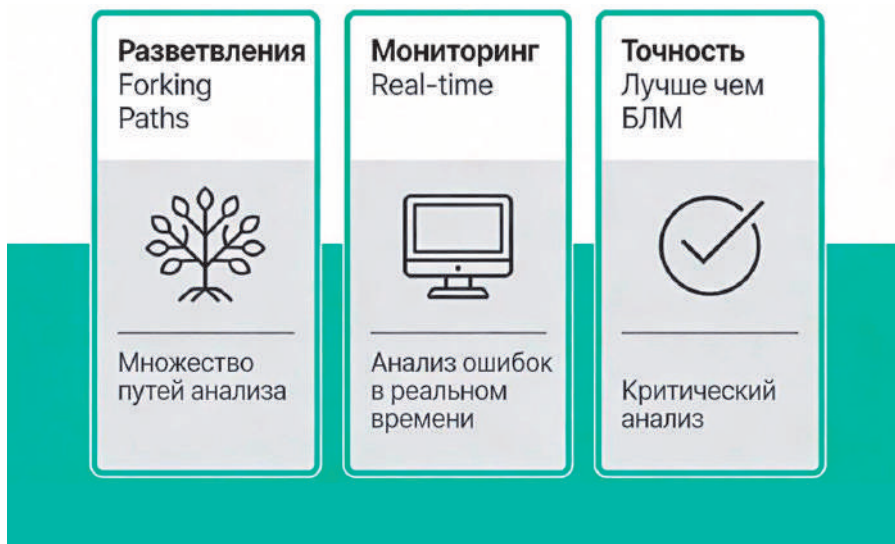 Разветвления
Forking
Paths
Множество
путей анализа
Мониторинг
Real-time
Анализ ошибок
в реальном
времени
Точность
Лучше чем
БЛМ
Критический
анализ